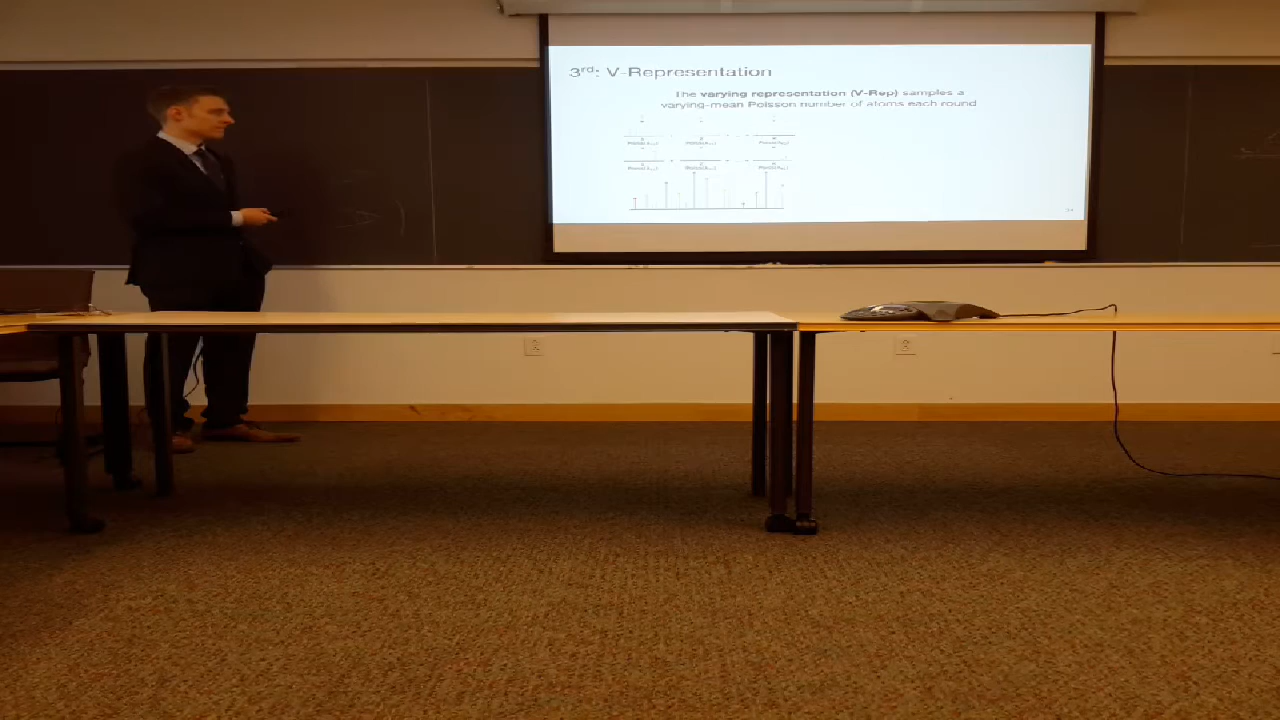 3rd: V-Representation
The varying representation (V-Rep) samples a
varying-mean Poisson number of atoms each round